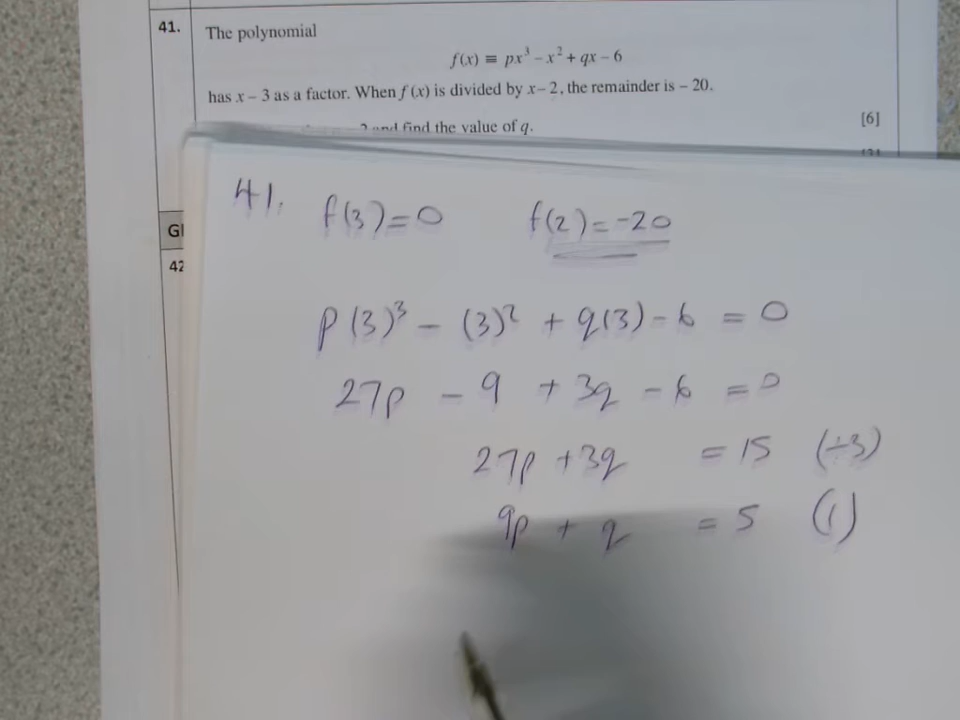 41.
The polynomial
f(x) ≡ px³ – x² + qx – 6
has x – 3 as a factor. When f(x) is divided by x – 2, the remainder is – 20.
[6]
and find the value of q.
41.
f(3)=0 f(2)=-20
p(3)³ - (3)² + q(3) - 6 = 0
27p - 9 + 3q - 6 = 0
27p + 3q = 15 (÷3)
9p + q = 5 (1)
42